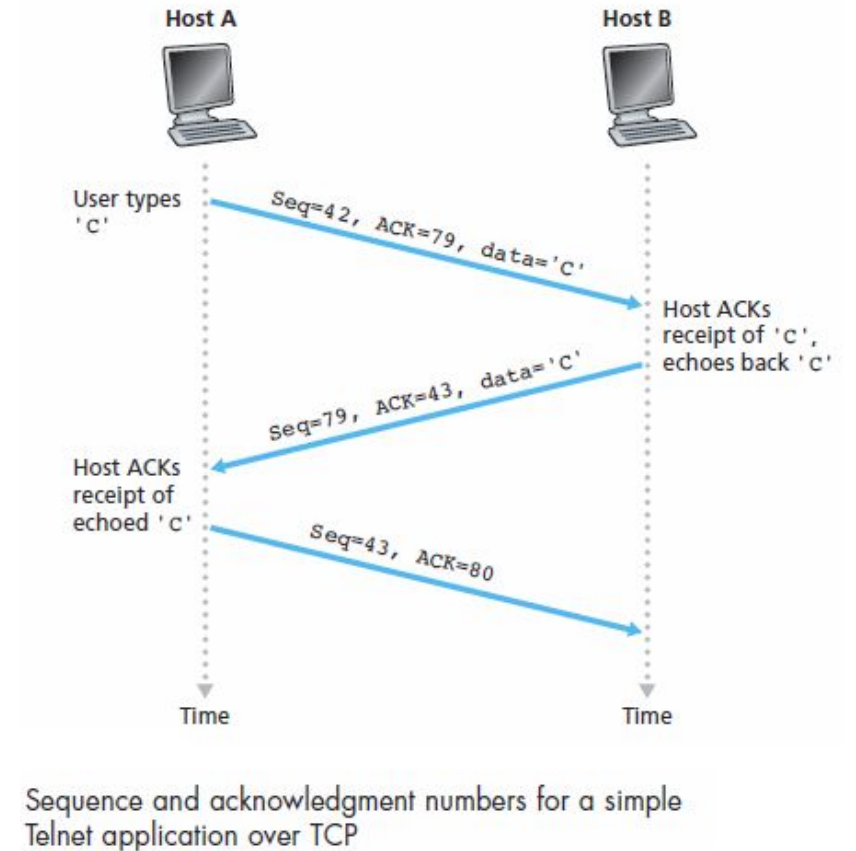 Host A
Host B
User types
'C'
Seq=42, ACK=79, data='C'
Host ACKs
receipt of 'C',
echoes back 'C'
Seq=79, ACK=43, data='C'
Host ACKs
receipt of
echoed 'C'
Seq=43, ACK=80
Time
Time
Sequence and acknowledgment numbers for a simple
Telnet application over TCP